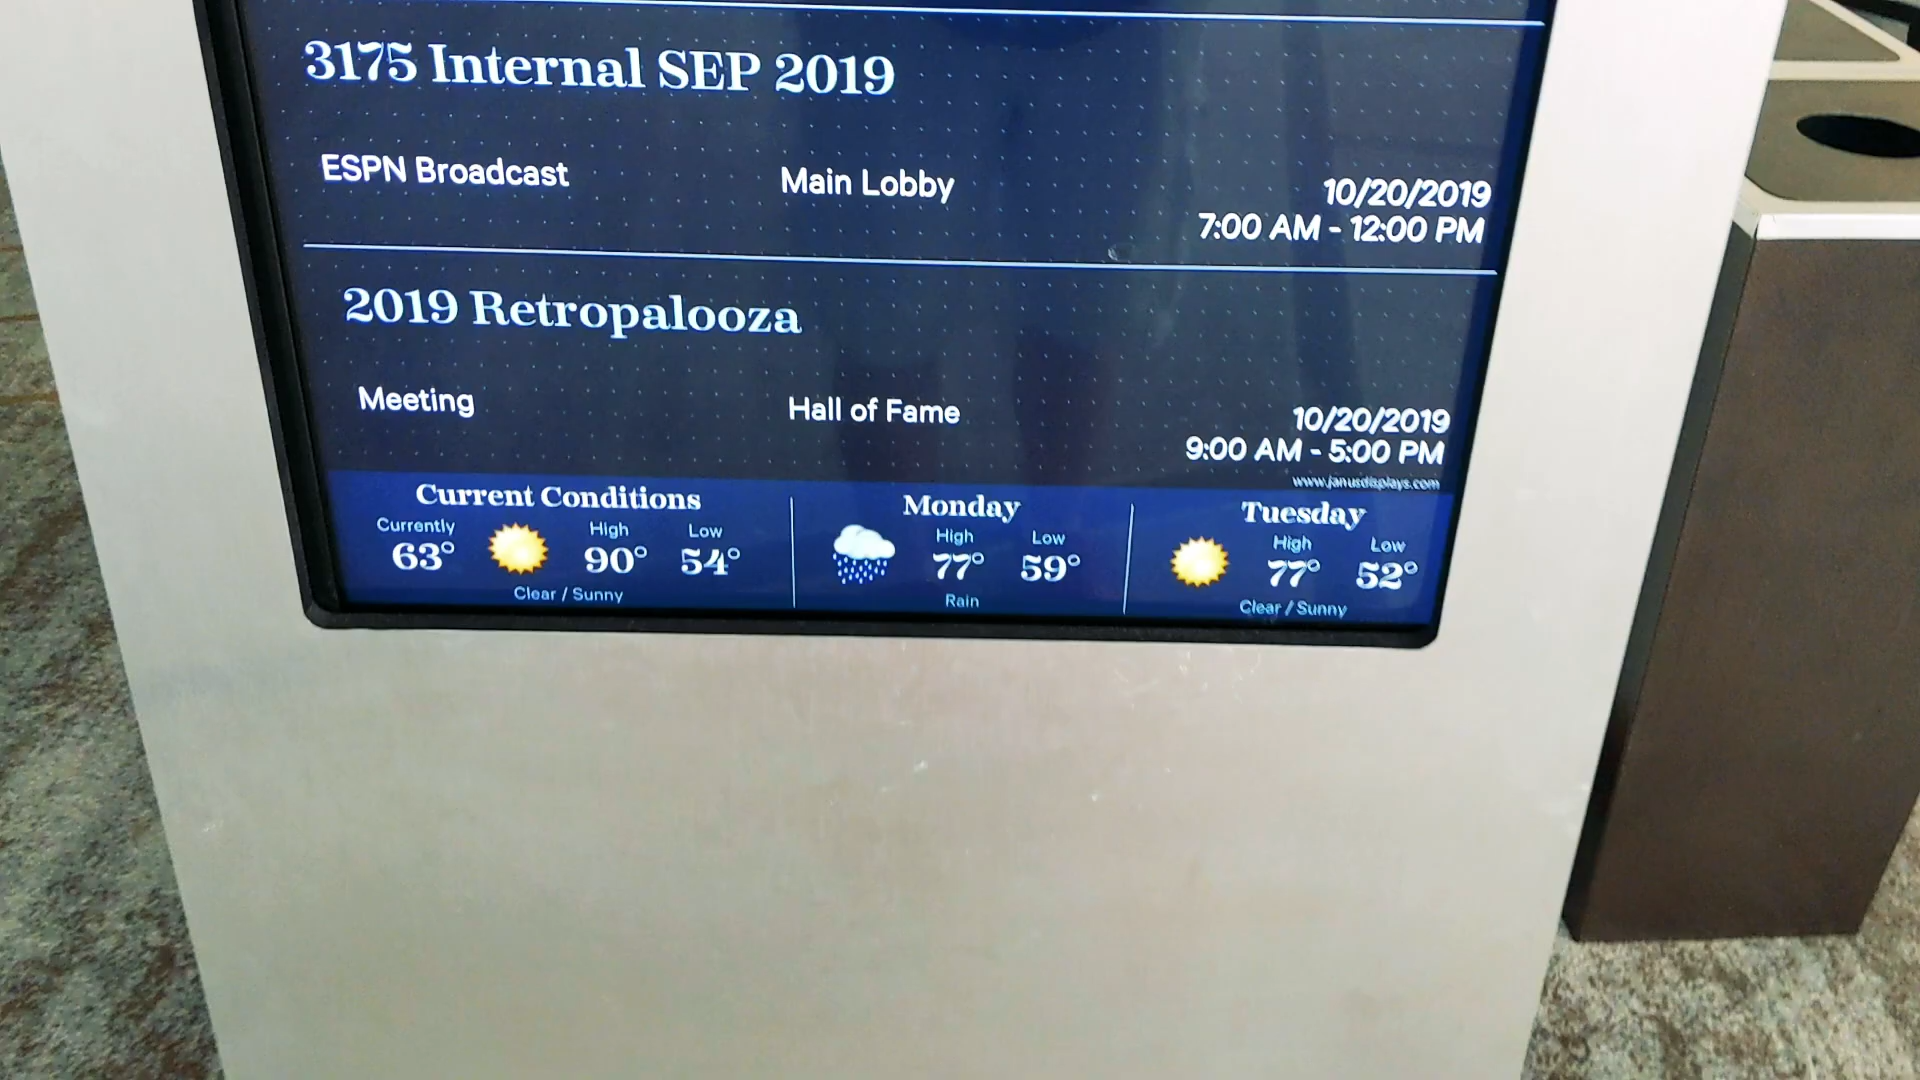 3175 Internal SEP 2019
ESPN Broadcast Main Lobby 10/20/2019
7:00 AM - 12:00 PM
2019 Retropalooza
Meeting Hall of Fame 10/20/2019
9:00 AM - 5:00 PM
www.janusdisplays.com
Current Conditions
Currently High Low
63° 90° 54°
Clear / Sunny
Monday
High Low
77° 59°
Rain
Tuesday
High Low
77° 52°
Clear / Sunny